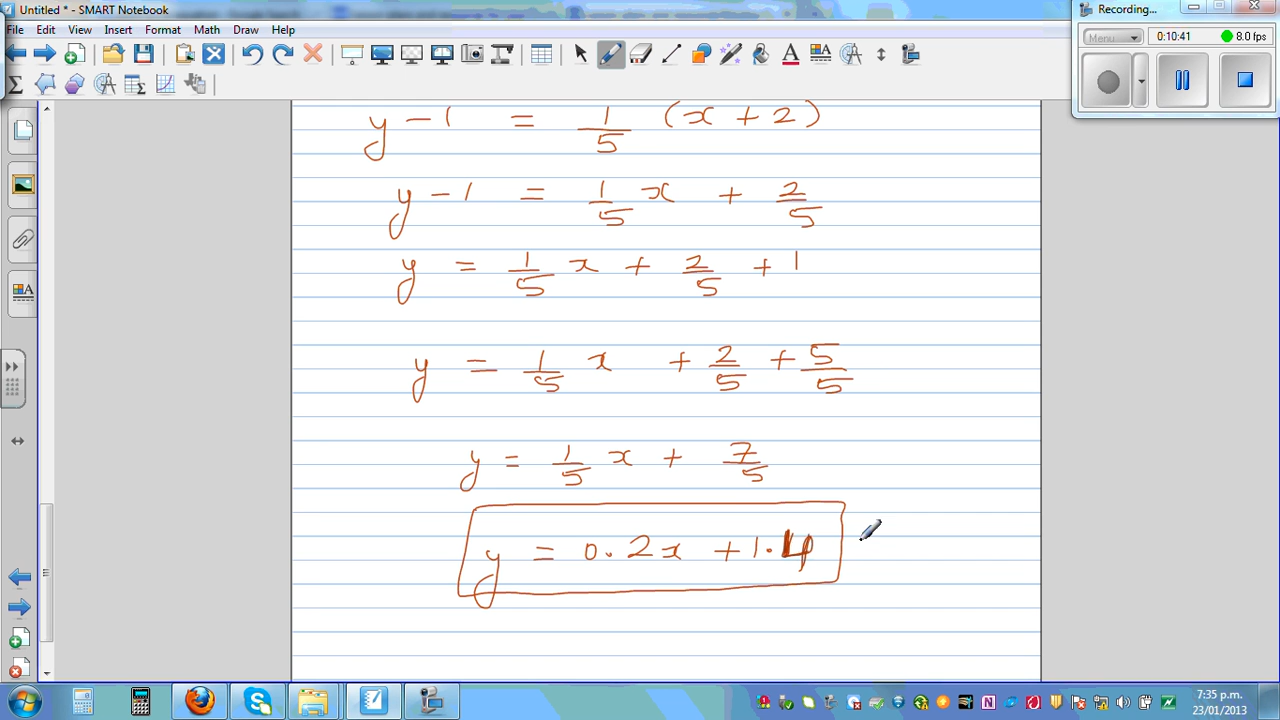 Untitled * - SMART Notebook
Recording...
File Edit View Insert Format Math Draw Help
Menu
0:10:41
8.0 fps
y - 1 = 1/5 (x + 2)
y - 1 = 1/5 x + 2/5
y = 1/5 x + 2/5 + 1
y = 1/5 x + 2/5 + 5/5
y = 1/5 x + 7/5
y = 0.2x + 1.4
7:35 p.m.
23/01/2013